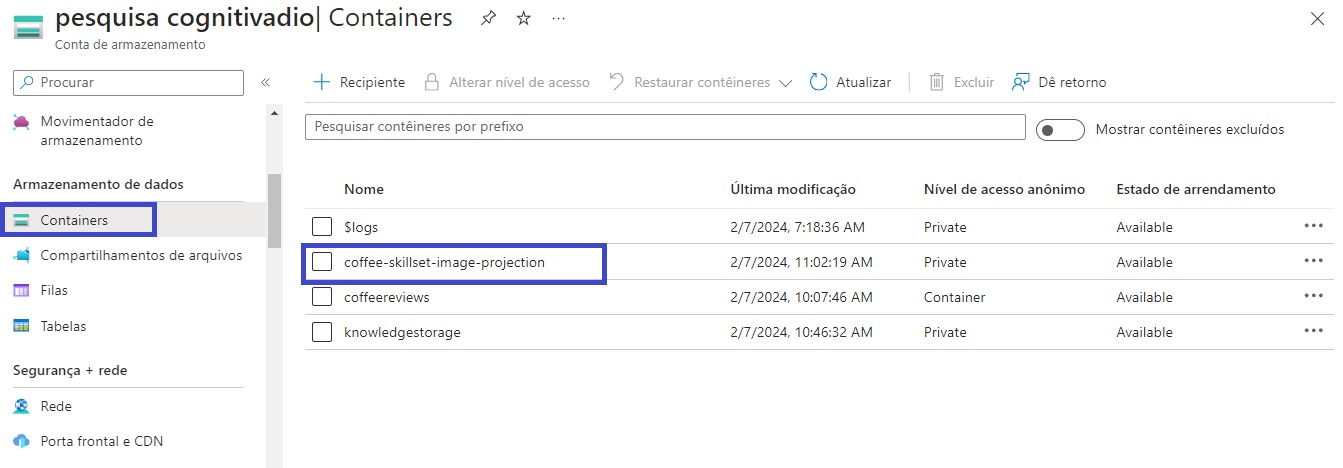 pesquisa cognitivadio| Containers
Conta de armazenamento
Procurar
Recipiente
Alterar nível de acesso
Restaurar contêineres
Atualizar
Excluir
Dê retorno
Movimentador de
armazenamento
Armazenamento de dados
Containers
Compartilhamentos de arquivos
Filas
Tabelas
Segurança + rede
Rede
Porta frontal e CDN
Pesquisar contêineres por prefixo
Mostrar contêineres excluídos
Nome Última modificação Nível de acesso anônimo Estado de arrendamento
$logs 2/7/2024, 7:18:36 AM Private Available
coffee-skillset-image-projection 2/7/2024, 11:02:19 AM Private Available
coffeereviews 2/7/2024, 10:07:46 AM Container Available
knowledgestorage 2/7/2024, 10:46:32 AM Private Available